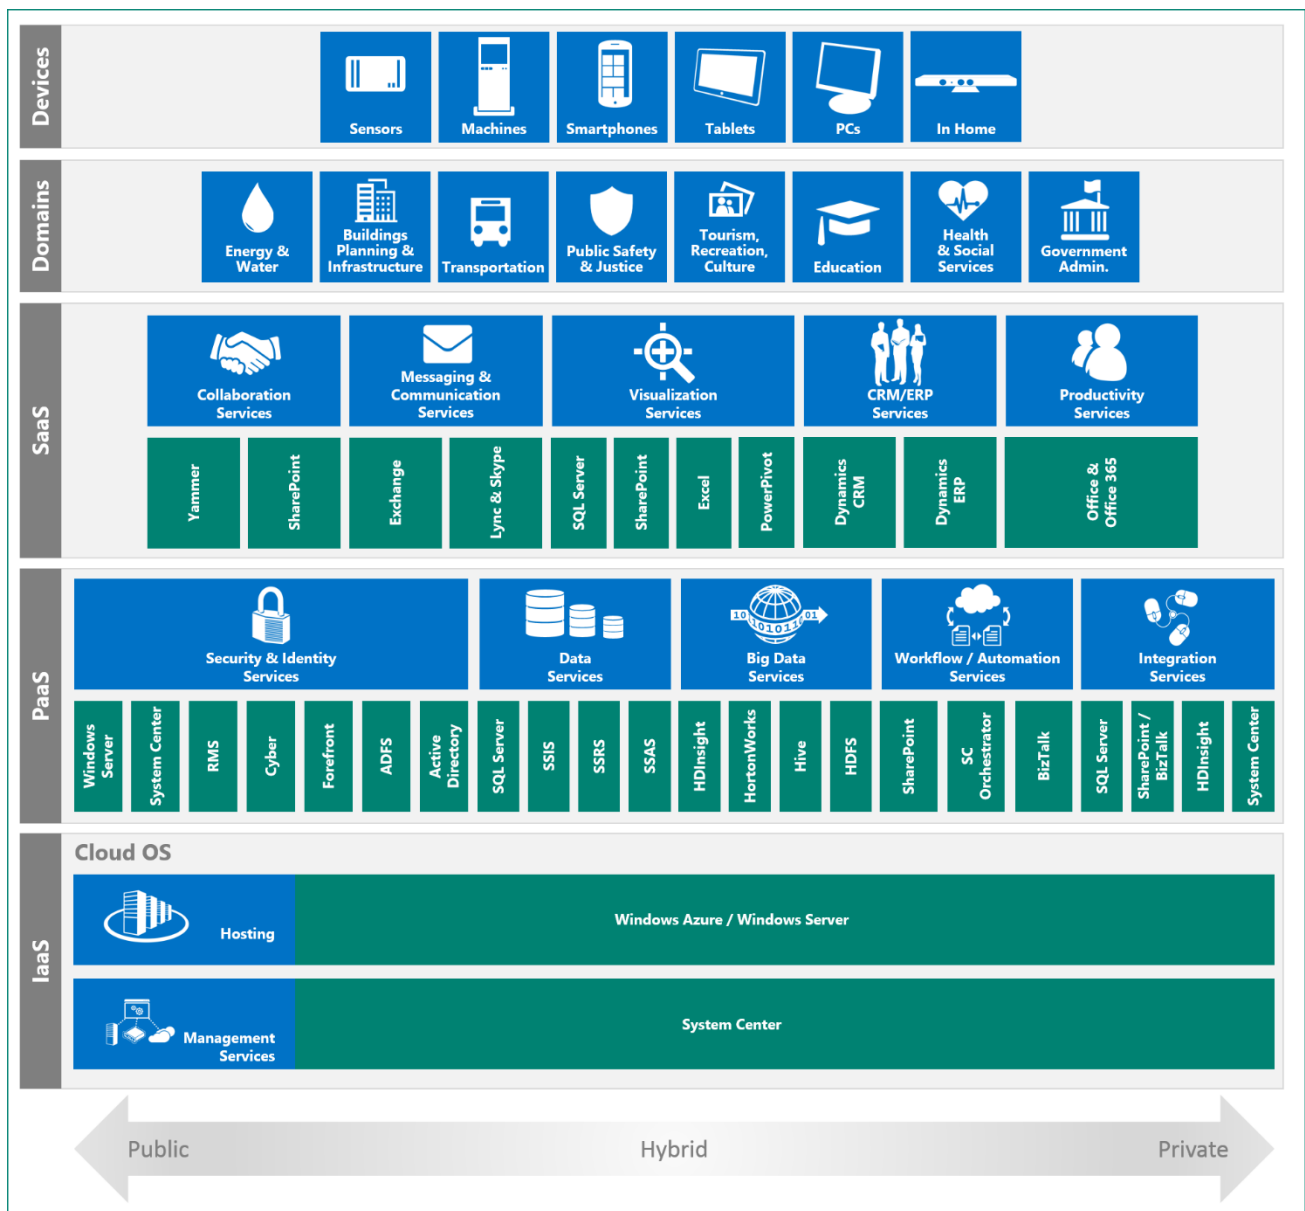 Devices
Sensors
Machines
Smartphones
Tablets
PCs
In Home
Domains
Energy &
Water
Buildings
Planning &
Infrastructure
Transportation
Public Safety
& Justice
Tourism,
Recreation,
Culture
Education
Health
& Social
Services
Government
Admin.
SaaS
Collaboration
Services
Messaging &
Communication
Services
Visualization
Services
CRM/ERP
Services
Productivity
Services
Yammer
SharePoint
Exchange
Lync & Skype
SQL Server
SharePoint
Excel
PowerPivot
Dynamics
CRM
Dynamics
ERP
Office &
Office 365
PaaS
Security & Identity
Services
Data
Services
10 01
1010110
Big Data
Services
Workflow / Automation
Services
Integration
Services
Windows
Server
System Center
RMS
Cyber
Forefront
ADFS
Active
Directory
SQL Server
SSIS
SSRS
SSAS
HDInsight
HortonWorks
Hive
HDFS
SharePoint
SC
Orchestrator
BizTalk
SQL Server
SharePoint /
BizTalk
HDInsight
System Center
IaaS
Cloud OS
Hosting
Windows Azure / Windows Server
Management
Services
System Center
Public
Hybrid
Private